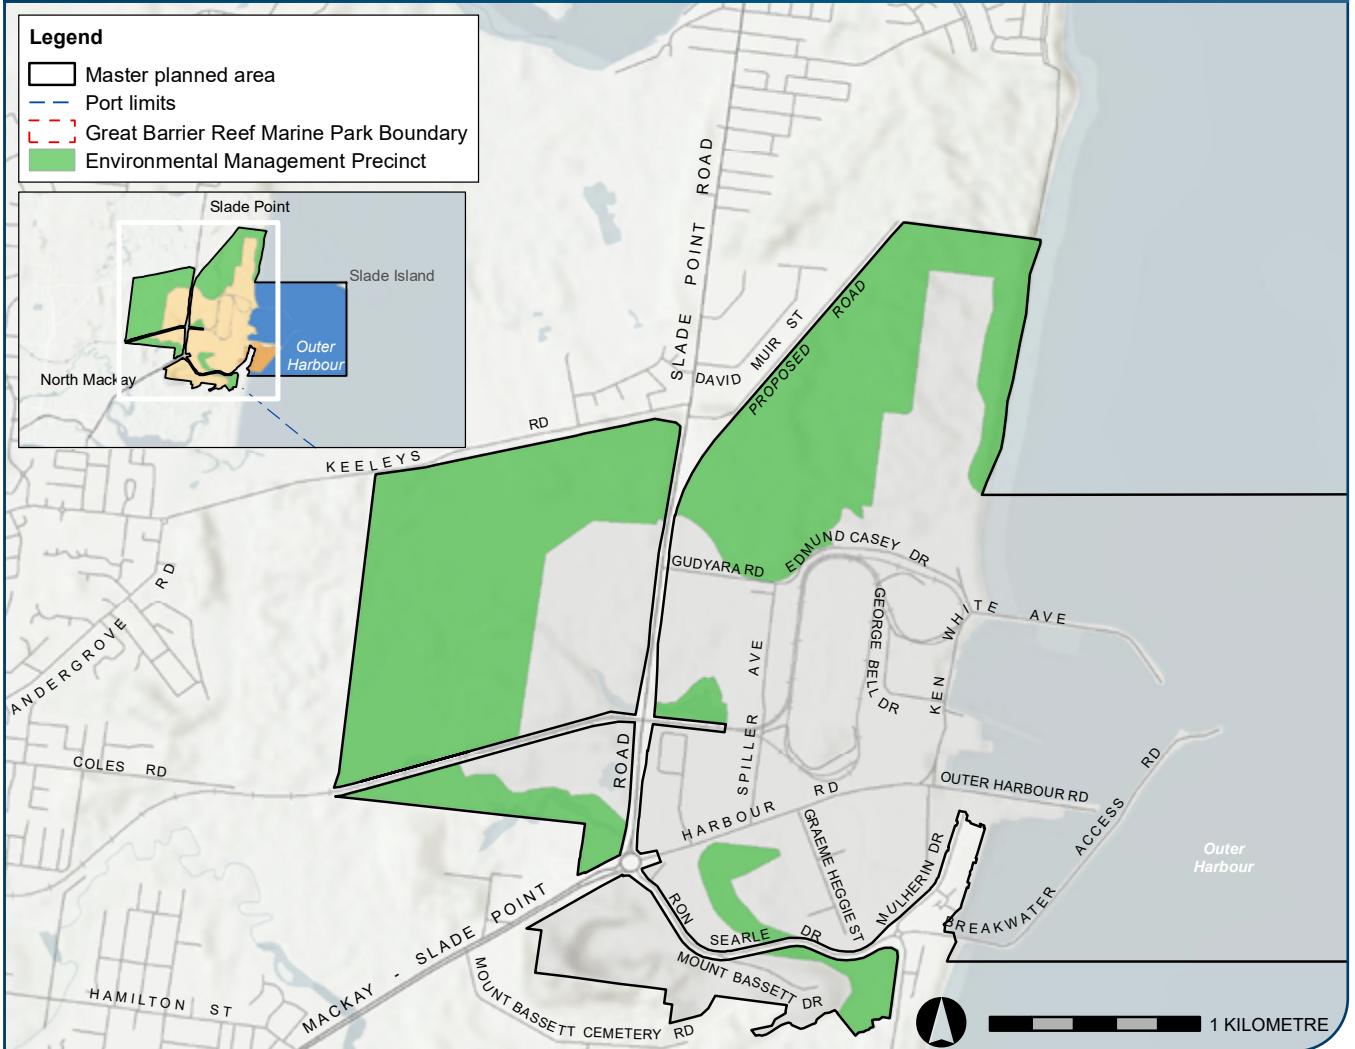 Legend
Master planned area
Port limits
Great Barrier Reef Marine Park Boundary
Environmental Management Precinct
Slade Point
Slade Island
Outer
Harbour
North Mackay
SLADE POINT ROAD
DAVID MUIR ST
PROPOSED ROAD
KEELEYS RD
GUDYARA RD
EDMUND CASEY DR
GEORGE BELL DR
KEN WHITE AVE
ANDERGROVE RD
SPILLER AVE
COLES RD
ROAD
HARBOUR RD
OUTER HARBOUR RD
GRAEME HEGGIE ST
MULHERIN DR
BREAKWATER ACCESS RD
Outer
Harbour
RON SEARLE DR
MOUNT BASSETT DR
MACKAY - SLADE POINT
MOUNT BASSETT CEMETERY RD
HAMILTON ST
1 KILOMETRE